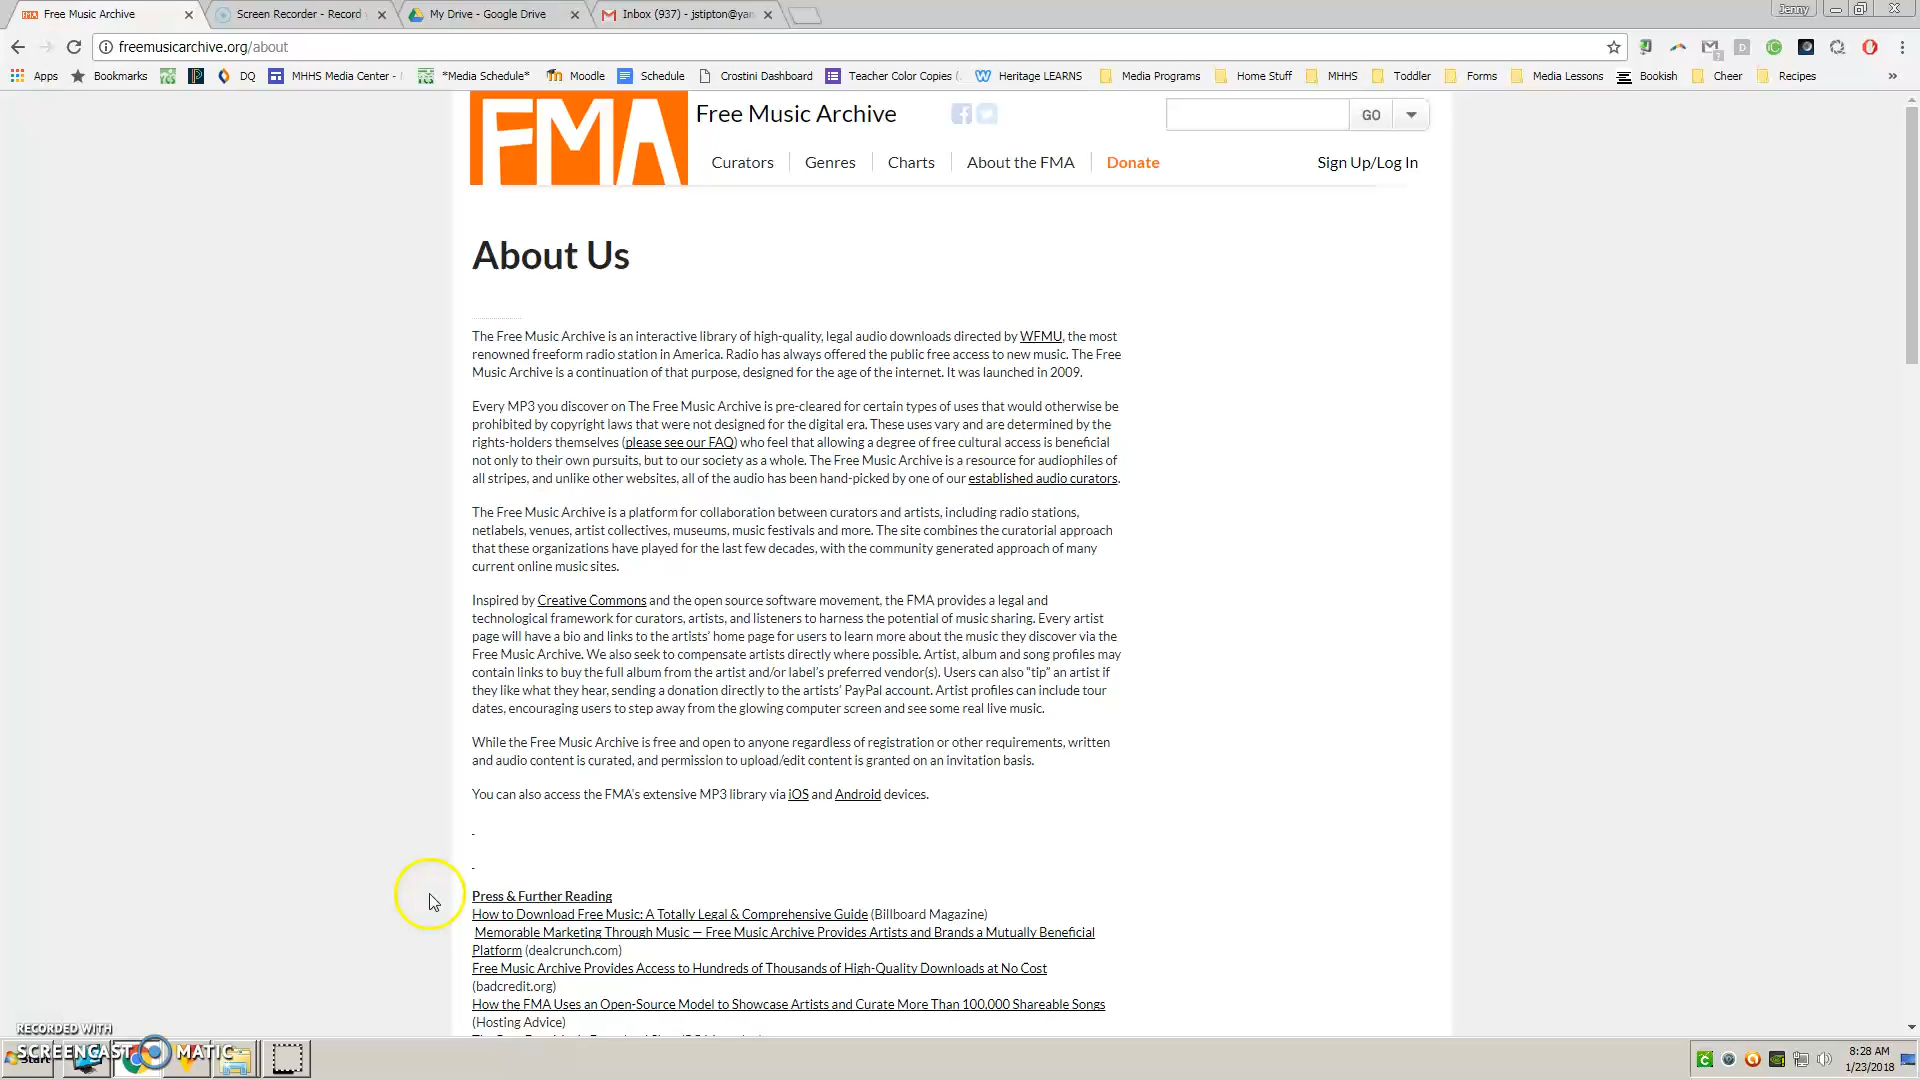 Free Music Archive
Screen Recorder - Record
My Drive - Google Drive
Inbox (937) - jstipton@yan
Jenny
freemusicarchive.org/about
Apps
Bookmarks
DQ
MHHS Media Center -
*Media Schedule*
Moodle
Schedule
Crostini Dashboard
Teacher Color Copies (
Heritage LEARNS
Media Programs
Home Stuff
MHHS
Toddler
Forms
Media Lessons
Bookish
Cheer
Recipes
»
FMA
Free Music Archive
GO
Curators
Genres
Charts
About the FMA
Donate
Sign Up/Log In
About Us
The Free Music Archive is an interactive library of high-quality, legal audio downloads directed by WFMU, the most
renowned freeform radio station in America. Radio has always offered the public free access to new music. The Free
Music Archive is a continuation of that purpose, designed for the age of the internet. It was launched in 2009.
Every MP3 you discover on The Free Music Archive is pre-cleared for certain types of uses that would otherwise be
prohibited by copyright laws that were not designed for the digital era. These uses vary and are determined by the
rights-holders themselves (please see our FAQ) who feel that allowing a degree of free cultural access is beneficial
not only to their own pursuits, but to our society as a whole. The Free Music Archive is a resource for audiophiles of
all stripes, and unlike other websites, all of the audio has been hand-picked by one of our established audio curators.
The Free Music Archive is a platform for collaboration between curators and artists, including radio stations,
netlabels, venues, artist collectives, museums, music festivals and more. The site combines the curatorial approach
that these organizations have played for the last few decades, with the community generated approach of many
current online music sites.
Inspired by Creative Commons and the open source software movement, the FMA provides a legal and
technological framework for curators, artists, and listeners to harness the potential of music sharing. Every artist
page will have a bio and links to the artists' home page for users to learn more about the music they discover via the
Free Music Archive. We also seek to compensate artists directly where possible. Artist, album and song profiles may
contain links to buy the full album from the artist and/or label's preferred vendor(s). Users can also "tip" an artist if
they like what they hear, sending a donation directly to the artists' PayPal account. Artist profiles can include tour
dates, encouraging users to step away from the glowing computer screen and see some real live music.
While the Free Music Archive is free and open to anyone regardless of registration or other requirements, written
and audio content is curated, and permission to upload/edit content is granted on an invitation basis.
You can also access the FMA's extensive MP3 library via iOS and Android devices.
Press & Further Reading
How to Download Free Music: A Totally Legal & Comprehensive Guide (Billboard Magazine)
Memorable Marketing Through Music — Free Music Archive Provides Artists and Brands a Mutually Beneficial
Platform (dealcrunch.com)
Free Music Archive Provides Access to Hundreds of Thousands of High-Quality Downloads at No Cost
(badcredit.org)
How the FMA Uses an Open-Source Model to Showcase Artists and Curate More Than 100,000 Shareable Songs
(Hosting Advice)
RECORDED WITH
SCREENCAST MATIC
Start
8:28 AM
1/23/2018